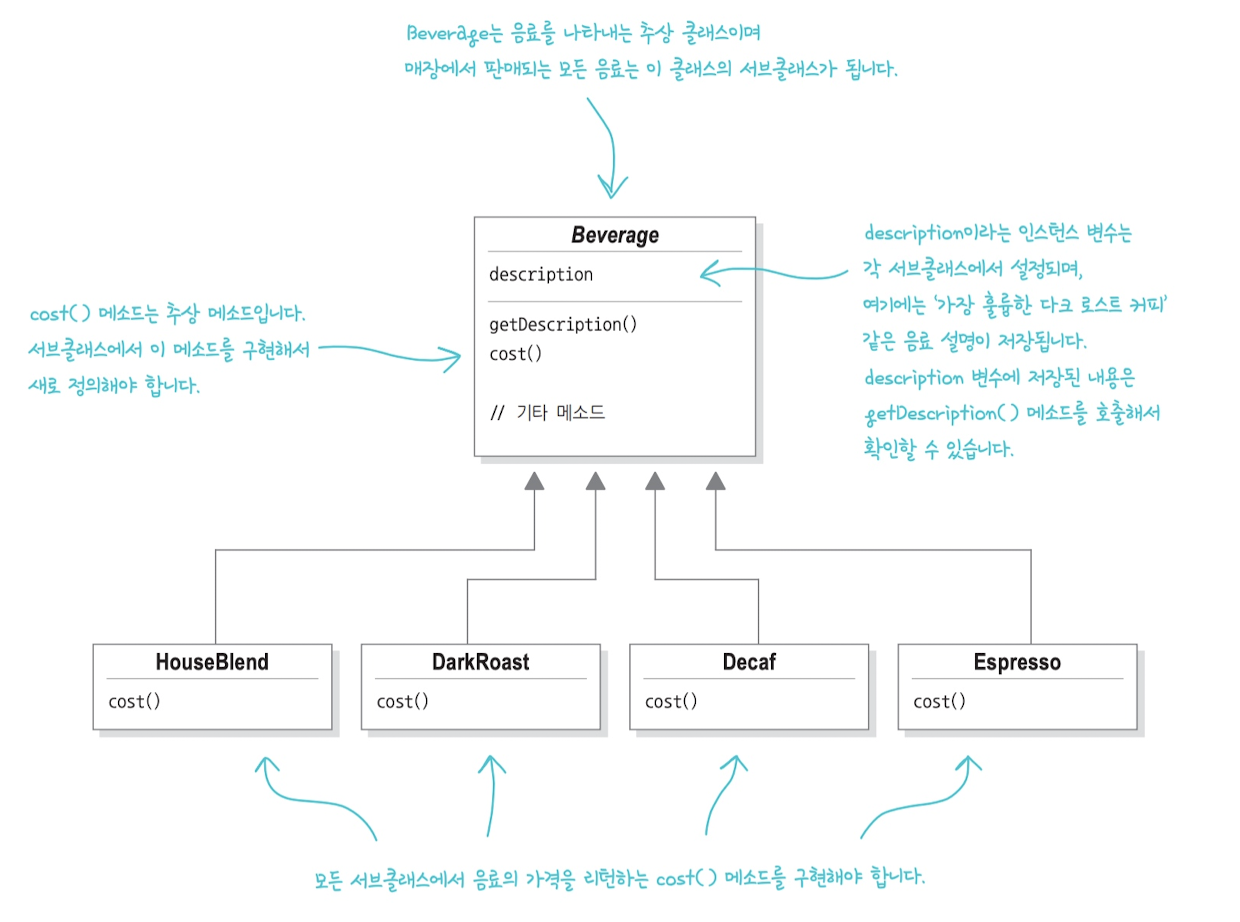 Beverage는 음료를 나타내는 추상 클래스이며
매장에서 판매되는 모든 음료는 이 클래스의 서브클래스가 됩니다.
Beverage
description
getDescription()
cost()
// 기타 메소드
cost() 메소드는 추상 메소드입니다.
서브클래스에서 이 메소드를 구현해서
새로 정의해야 합니다.
description이라는 인스턴스 변수는
각 서브클래스에서 설정되며,
여기에는 '가장 훌륭한 다크 로스트 커피'
같은 음료 설명이 저장됩니다.
description 변수에 저장된 내용은
getDescription() 메소드를 호출해서
확인할 수 있습니다.
HouseBlend
cost()
DarkRoast
cost()
Decaf
cost()
Espresso
cost()
모든 서브클래스에서 음료의 가격을 리턴하는 cost() 메소드를 구현해야 합니다.